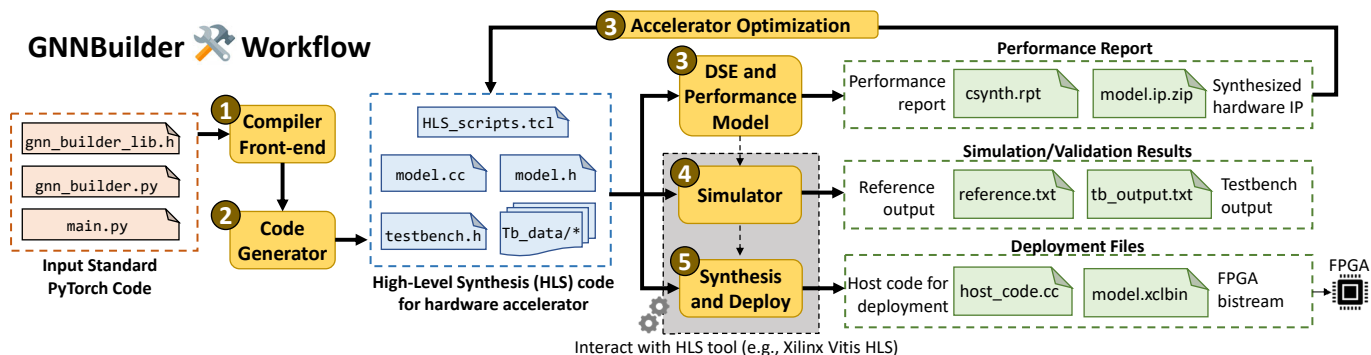 GNNBuilder Workflow
gnn_builder_lib.h
gnn_builder.py
main.py
Input Standard
PyTorch Code
1
Compiler
Front-end
2
Code
Generator
HLS_scripts.tcl
model.cc
model.h
testbench.h
Tb_data/*
High-Level Synthesis (HLS) code
for hardware accelerator
3
Accelerator Optimization
3
DSE and
Performance
Model
4
Simulator
5
Synthesis
and Deploy
Interact with HLS tool (e.g., Xilinx Vitis HLS)
Performance Report
Performance
report
csynth.rpt
model.ip.zip
Synthesized
hardware IP
Simulation/Validation Results
Reference
output
reference.txt
tb_output.txt
Testbench
output
Deployment Files
Host code for
deployment
host_code.cc
model.xclbin
FPGA
bistream
FPGA